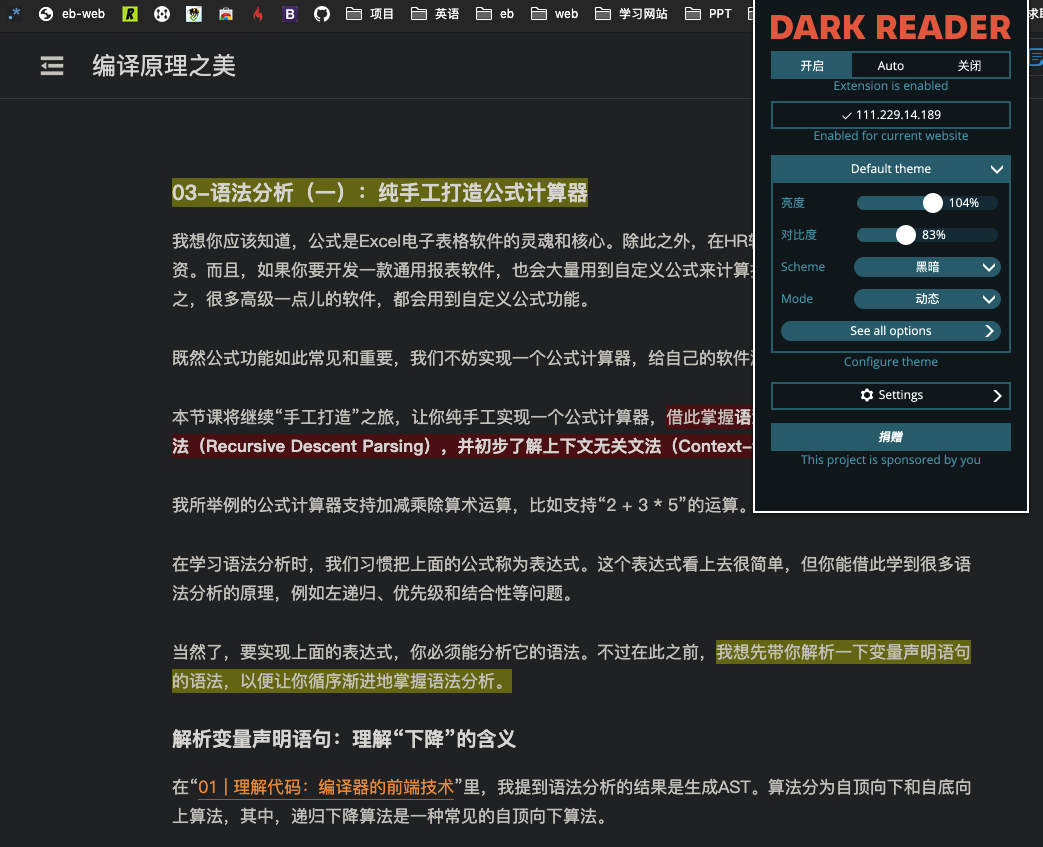 eb-web
R
B
项目
英语
eb
web
学习网站
PPT
编译原理之美
DARK READER
开启
Auto
关闭
Extension is enabled
111.229.14.189
Enabled for current website
Default theme
亮度
104%
对比度
83%
Scheme
黑暗
Mode
动态
See all options
Configure theme
Settings
捐赠
This project is sponsored by you
03-语法分析（一）：纯手工打造公式计算器
我想你应该知道，公式是Excel电子表格软件的灵魂和核心。除此之外，在HR
资。而且，如果你要开发一款通用报表软件，也会大量用到自定义公式来计算
之，很多高级一点儿的软件，都会用到自定义公式功能。
既然公式功能如此常见和重要，我们不妨实现一个公式计算器，给自己的软件
本节课将继续“手工打造”之旅，让你纯手工实现一个公式计算器，借此掌握语
法（Recursive Descent Parsing），并初步了解上下文无关文法（Context-
我所举例的公式计算器支持加减乘除算术运算，比如支持“2 + 3 * 5”的运算。
在学习语法分析时，我们习惯把上面的公式称为表达式。这个表达式看上去很简单，但你能借此学到很多语
法分析的原理，例如左递归、优先级和结合性等问题。
当然了，要实现上面的表达式，你必须能分析它的语法。不过在此之前，我想先带你解析一下变量声明语句
的语法，以便让你循序渐进地掌握语法分析。
解析变量声明语句：理解“下降”的含义
在“01 | 理解代码：编译器的前端技术”里，我提到语法分析的结果是生成AST。算法分为自顶向下和自底向
上算法，其中，递归下降算法是一种常见的自顶向下算法。